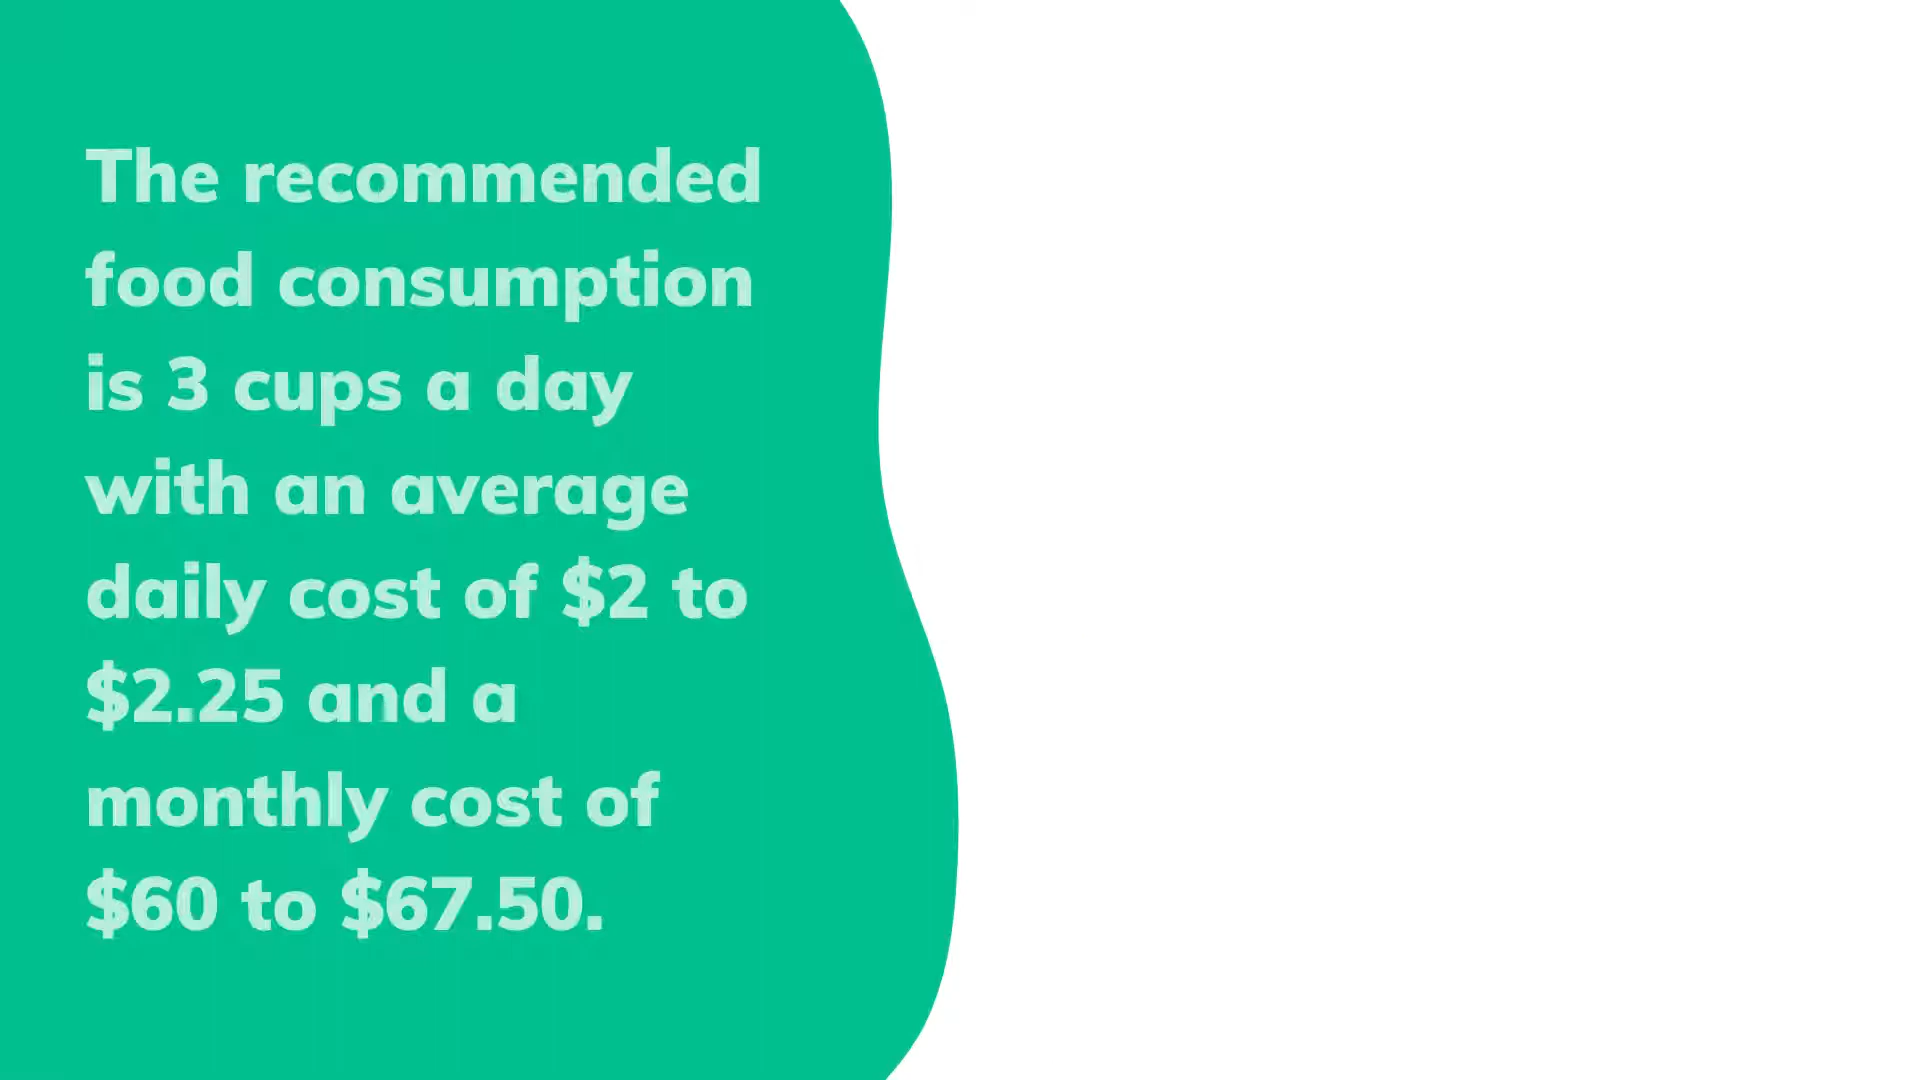 The recommended
food consumption
is 3 cups a day
with an average
daily cost of $2 to
$2.25 and a
monthly cost of
$60 to $67.50.